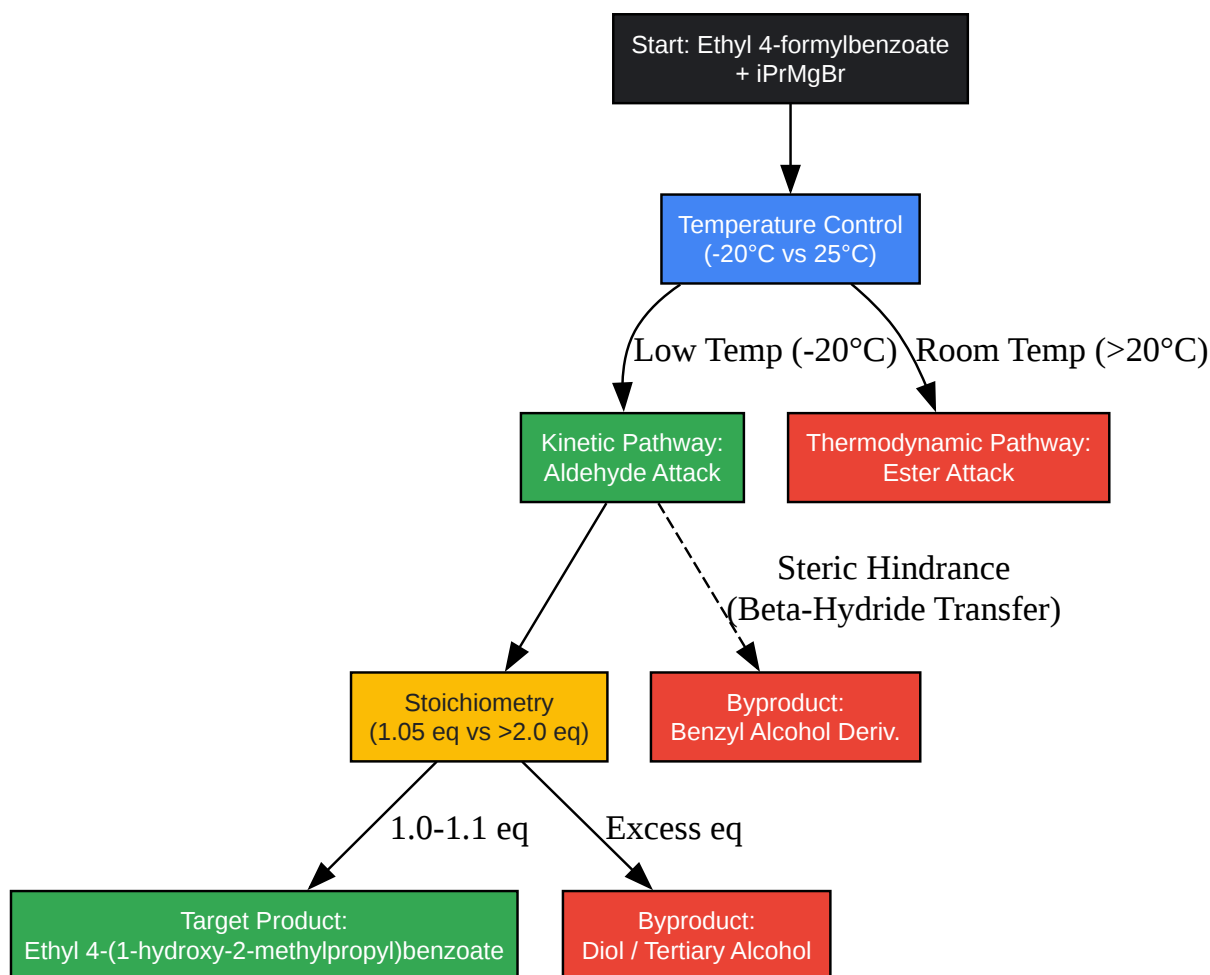 Start: Ethyl 4-formylbenzoate
+ iPrMgBr
Temperature Control
(-20°C vs 25°C)
Low Temp (-20°C)
Room Temp (>20°C)
Kinetic Pathway:
Aldehyde Attack
Thermodynamic Pathway:
Ester Attack
Steric Hindrance
(Beta-Hydride Transfer)
Stoichiometry
(1.05 eq vs >2.0 eq)
Byproduct:
Benzyl Alcohol Deriv.
1.0-1.1 eq
Excess eq
Target Product:
Ethyl 4-(1-hydroxy-2-methylpropyl)benzoate
Byproduct:
Diol / Tertiary Alcohol